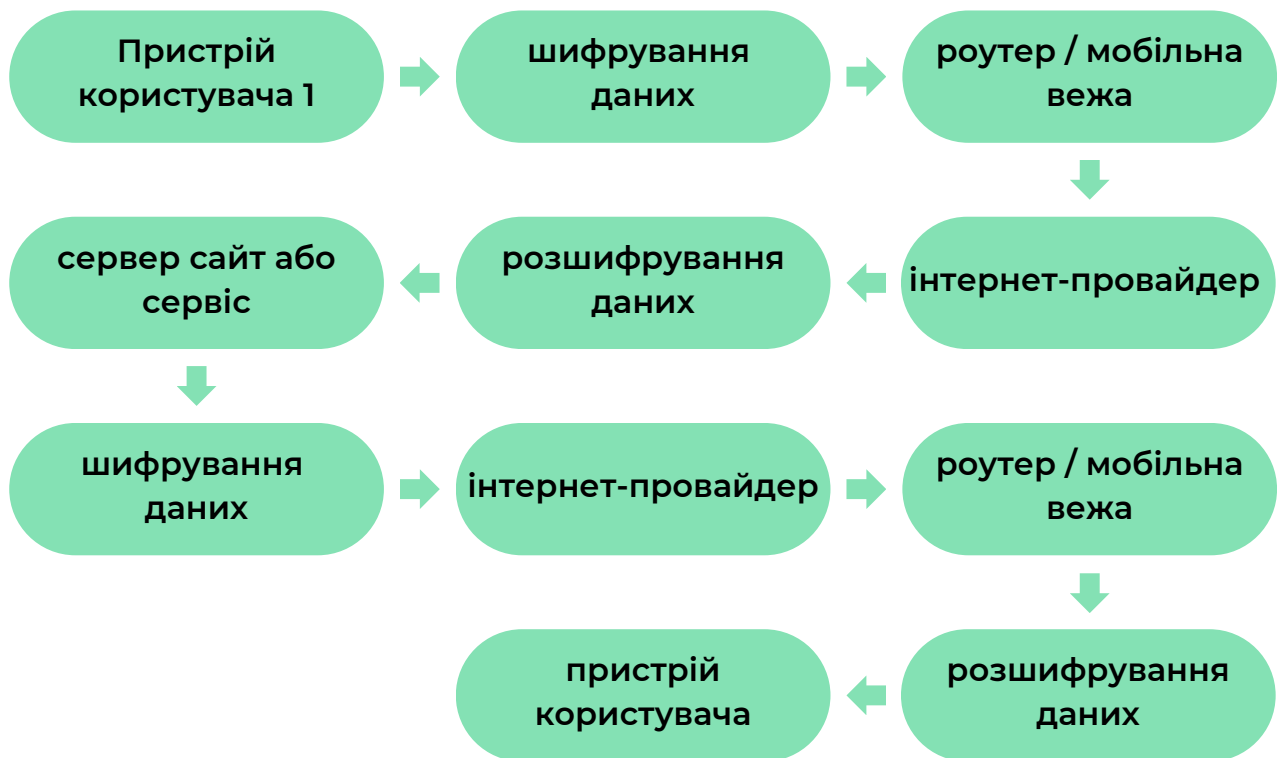 Пристрій
користувача 1
шифрування
даних
роутер / мобільна
вежа
інтернет-провайдер
розшифрування
даних
сервер сайт або
сервіс
шифрування
даних
інтернет-провайдер
роутер / мобільна
вежа
розшифрування
даних
пристрій
користувача